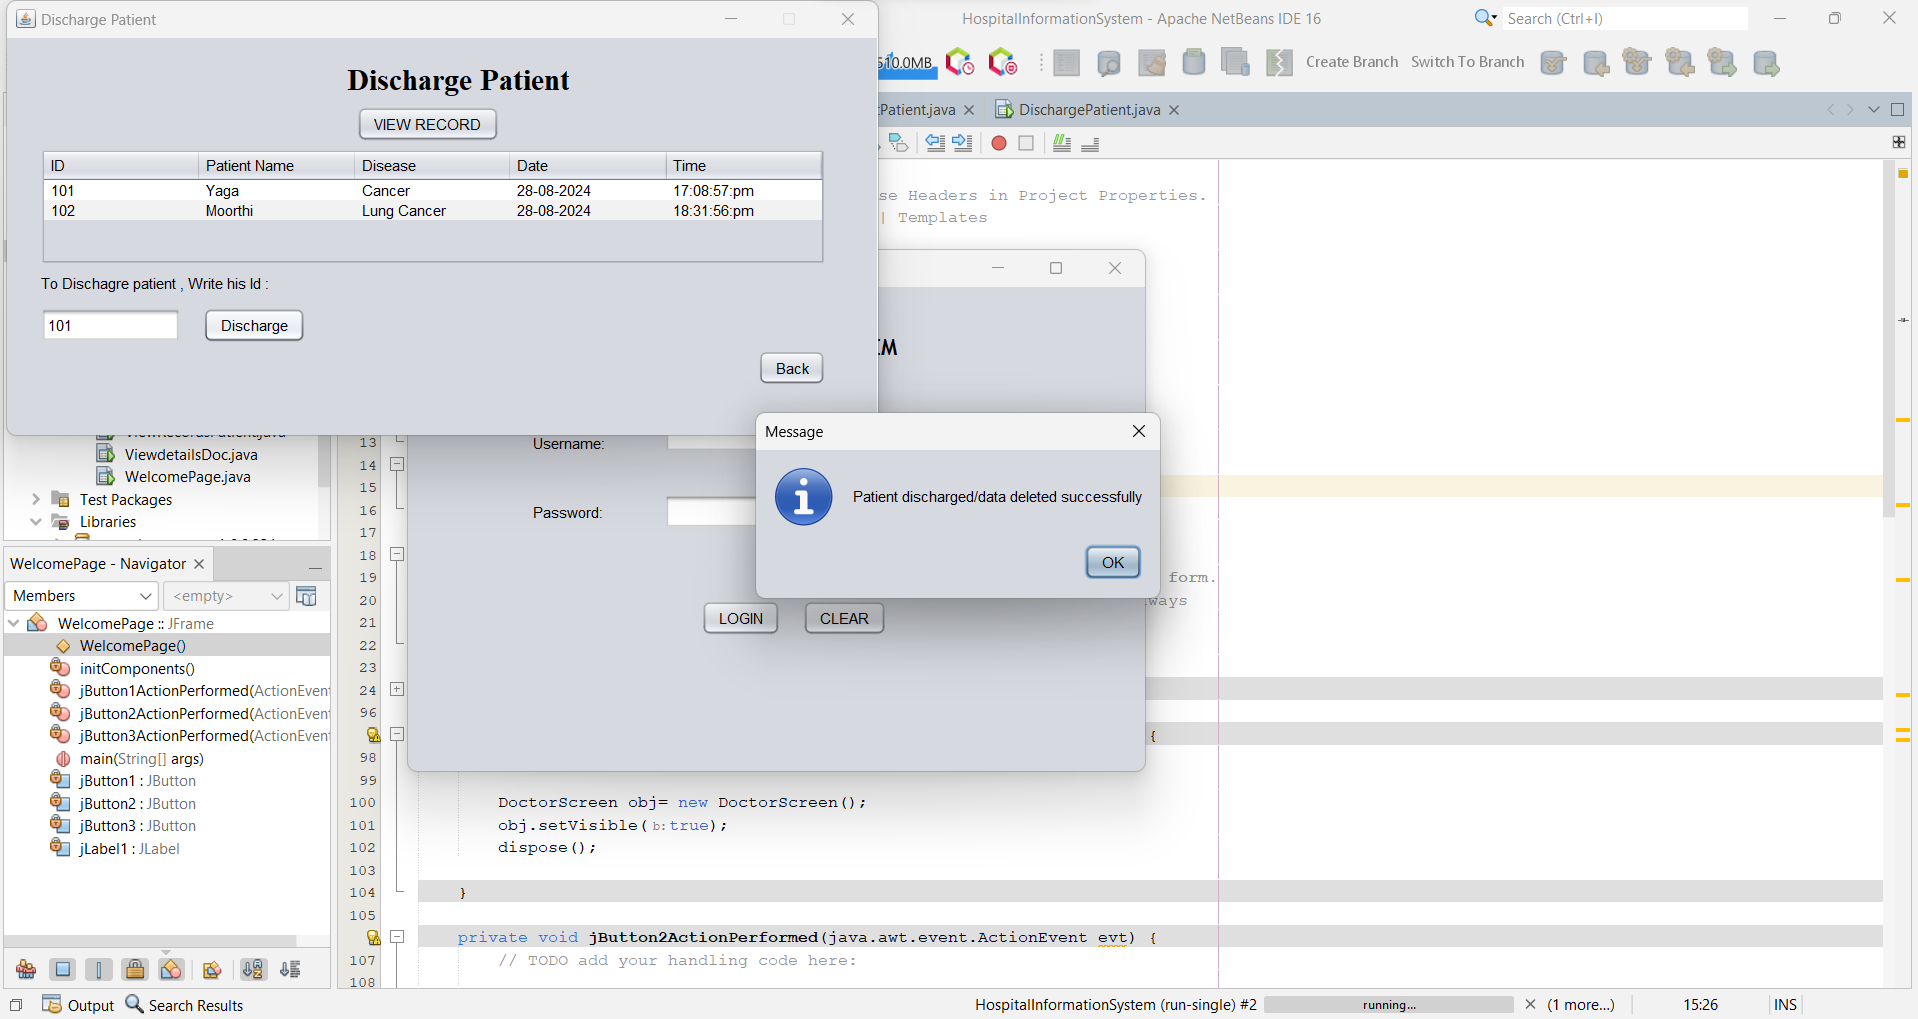 Discharge Patient
HospitalInformationSystem - Apache NetBeans IDE 16
Search (Ctrl+I)
Discharge Patient
510.0MB
Create Branch
Switch To Branch
VIEW RECORD
Patient.java
DischargePatient.java
ID Patient Name Disease Date Time
101 Yaga Cancer 28-08-2024 17:08:57:pm
102 Moorthi Lung Cancer 28-08-2024 18:31:56:pm
se Headers in Project Properties.
| Templates
To Dischagre patient , Write his Id :
101
Discharge
Back
Message
Patient discharged/data deleted successfully
OK
Username:
Password:
LOGIN
CLEAR
form.
ways
ViewdetailsDoc.java
WelcomePage.java
Test Packages
Libraries
WelcomePage - Navigator
Members
<empty>
WelcomePage :: JFrame
WelcomePage()
initComponents()
jButton1ActionPerformed(ActionEven
jButton2ActionPerformed(ActionEven
jButton3ActionPerformed(ActionEven
main(String[] args)
jButton1 : JButton
jButton2 : JButton
jButton3 : JButton
jLabel1 : JLabel
13
14
15
16
17
18
19
20
21
22
23
24
96
{
98
99
100 DoctorScreen obj= new DoctorScreen();
101 obj.setVisible( b: true);
102 dispose();
103
104 }
105
private void jButton2ActionPerformed(java.awt.event.ActionEvent evt) {
107 // TODO add your handling code here:
108
Output
Search Results
HospitalInformationSystem (run-single) #2
running...
(1 more...)
15:26
INS